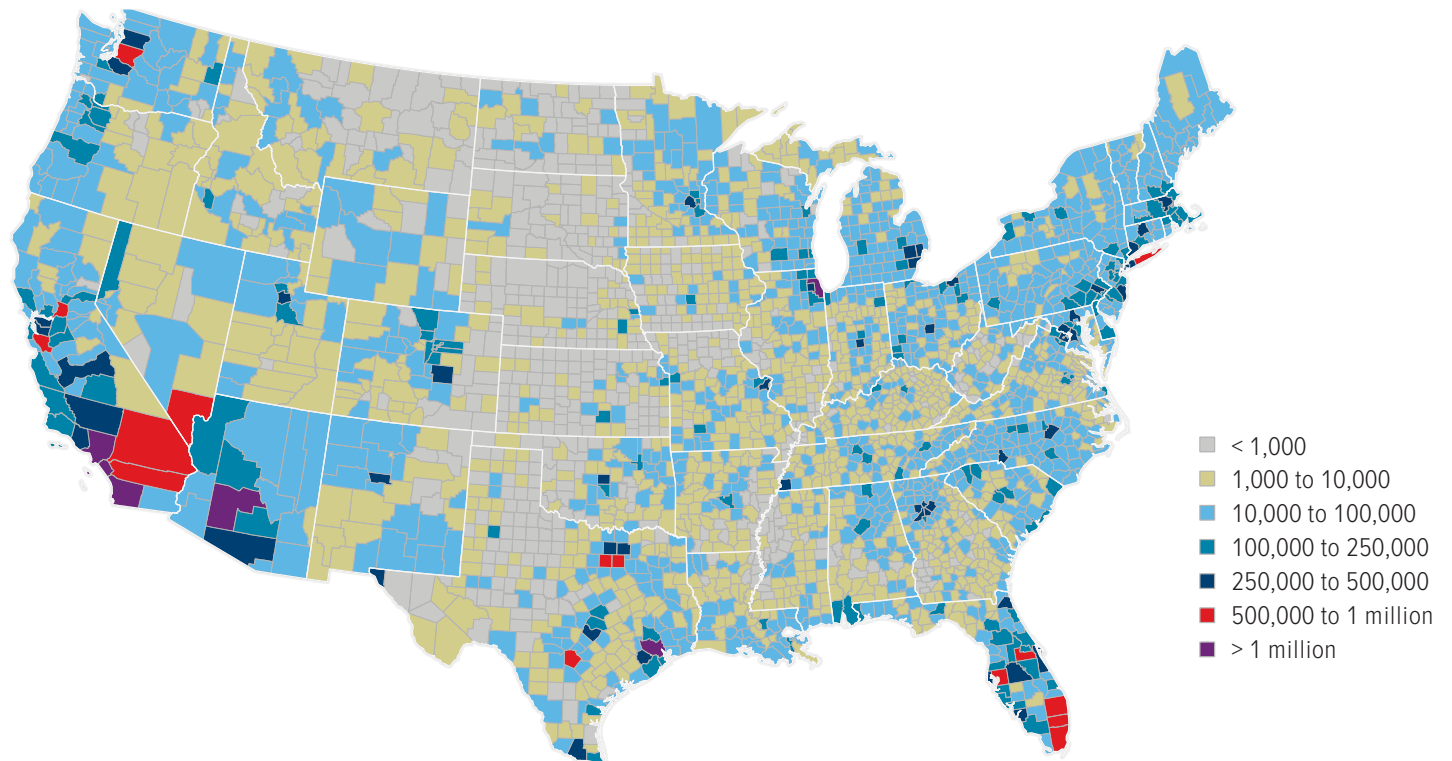 < 1,000
1,000 to 10,000
10,000 to 100,000
100,000 to 250,000
250,000 to 500,000
500,000 to 1 million
> 1 million